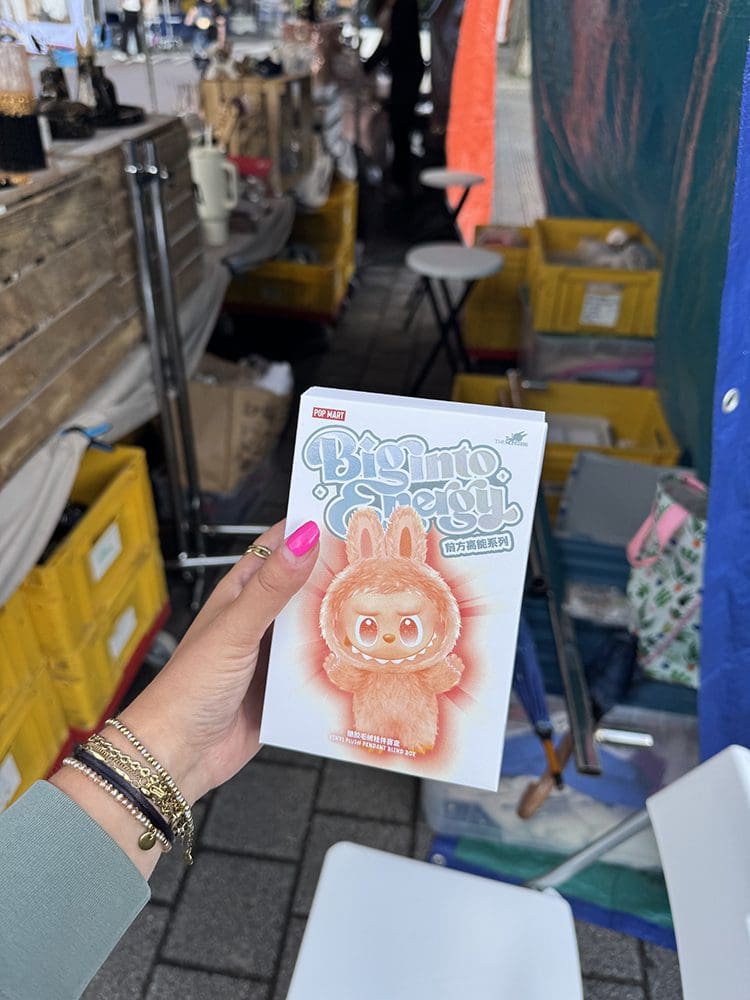 POP MART
THE MONSTERS
Big into
Energy
前方高能系列
搪胶毛绒挂件盲盒
VINYL PLUSH PENDANT BLIND BOX